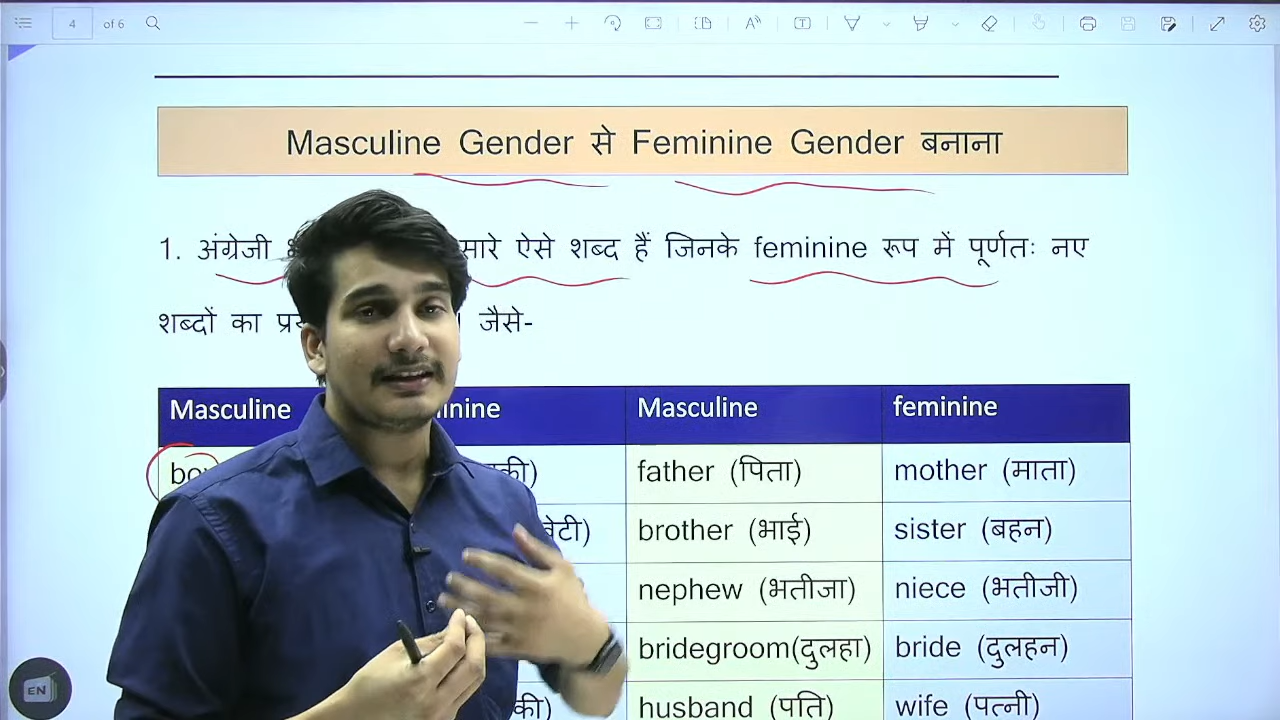 4 of 6
Masculine Gender से Feminine Gender बनाना
1. अंग्रेजी सारे ऐसे शब्द हैं जिनके feminine रूप में पूर्णतः नए
शब्दों का जैसे-
Masculine Masculine feminine
father (पिता) mother (माता)
brother (भाई) sister (बहन)
nephew (भतीजा) niece (भतीजी)
bridegroom(दुलहा) bride (दुलहन)
husband (पति) wife (पत्नी)
EN